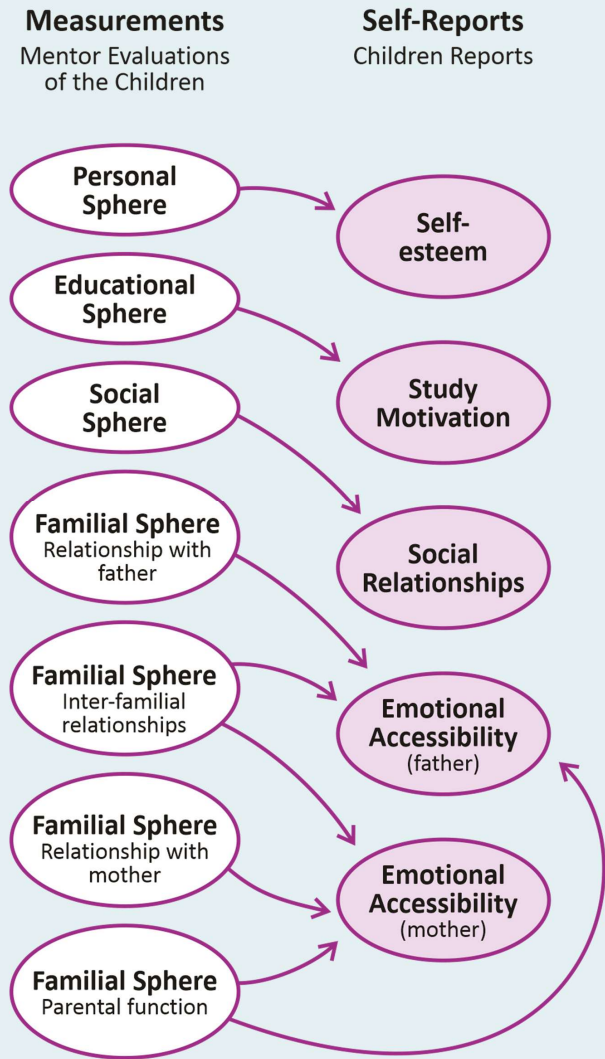 Measurements
Mentor Evaluations
of the Children
Self-Reports
Children Reports
Personal
Sphere
Educational
Sphere
Social
Sphere
Familial Sphere
Relationship with
father
Familial Sphere
Inter-familial
relationships
Familial Sphere
Relationship with
mother
Familial Sphere
Parental function
Self-
esteem
Study
Motivation
Social
Relationships
Emotional
Accessibility
(father)
Emotional
Accessibility
(mother)